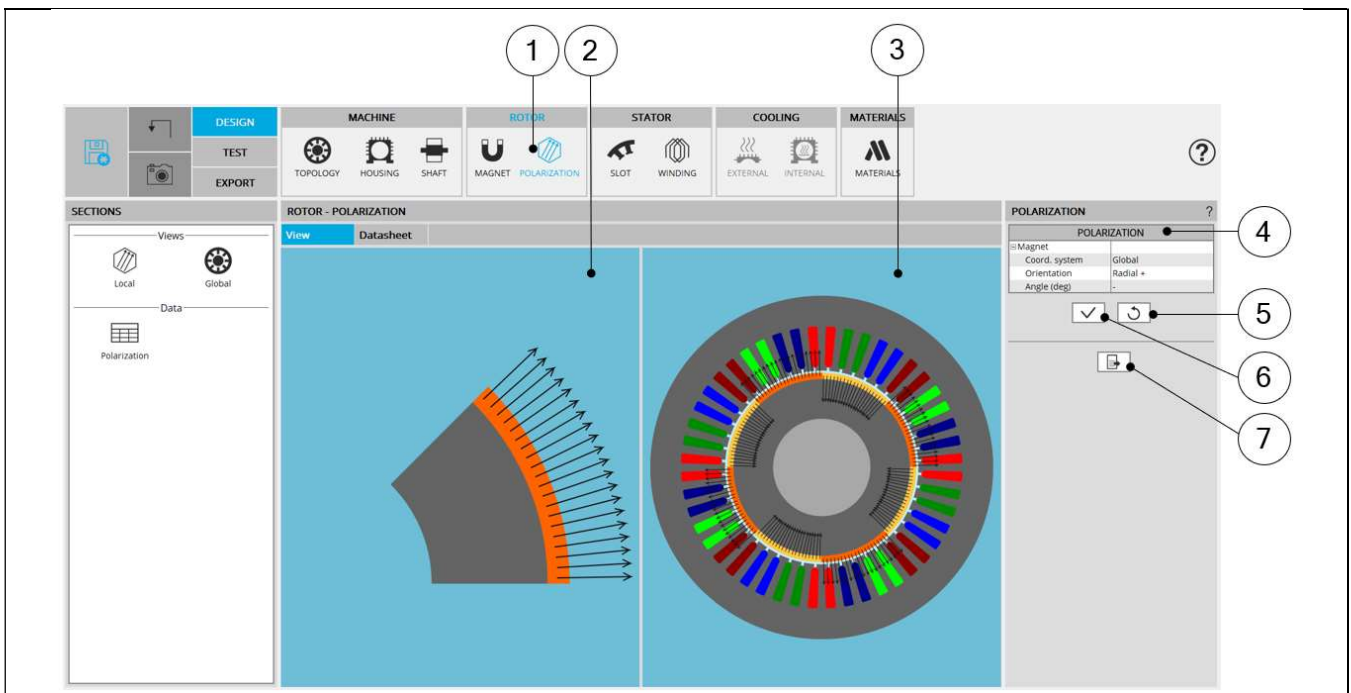 1 2 3
DESIGN MACHINE ROTOR STATOR COOLING MATERIALS
TEST
EXPORT TOPOLOGY HOUSING SHAFT MAGNET POLARIZATION SLOT WINDING EXTERNAL INTERNAL MATERIALS
?
SECTIONS ROTOR - POLARIZATION POLARIZATION ?
Views View Datasheet POLARIZATION 4
Local Global
Magnet
Coord. system Global
Orientation Radial +
Angle (deg) -
Data
Polarization
5
6
7